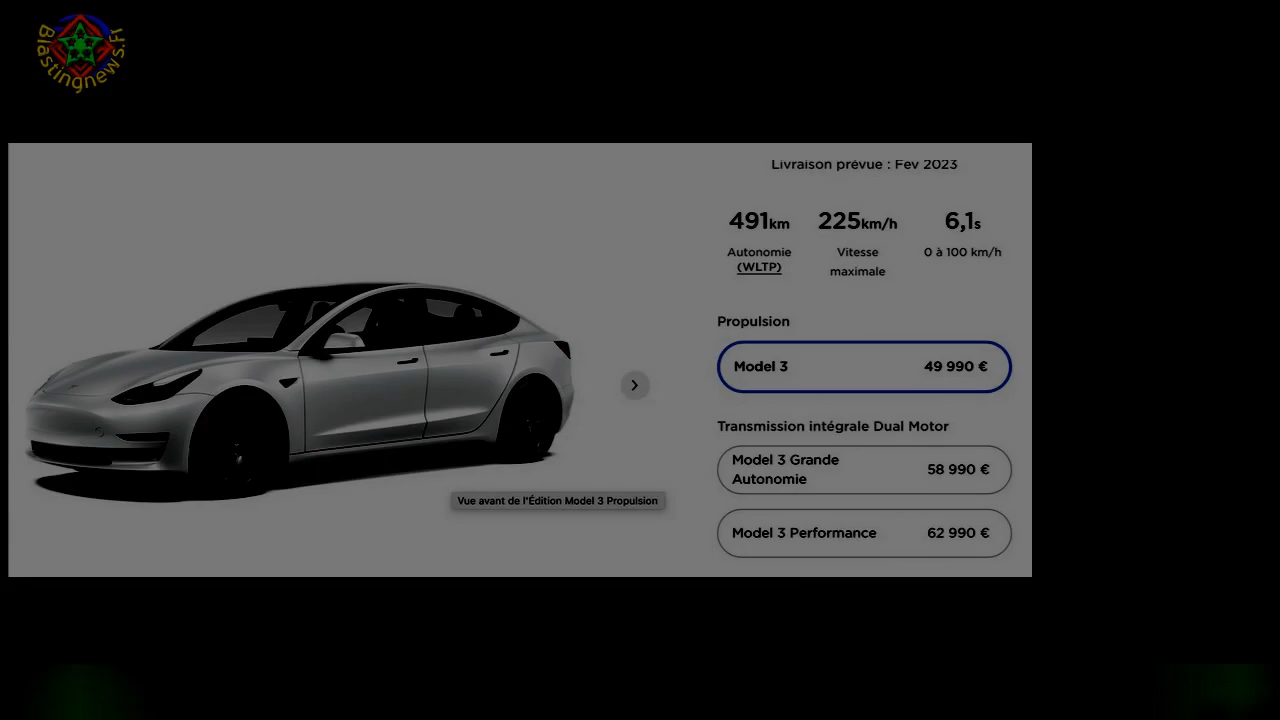 Blastingnews.Fr
Livraison prévue : Fev 2023
491km 225km/h 6,1s
Autonomie Vitesse 0 à 100 km/h
(WLTP) maximale
Propulsion
Model 3 49 990 €
Transmission intégrale Dual Motor
Model 3 Grande
Autonomie 58 990 €
Vue avant de l'Édition Model 3 Propulsion
Model 3 Performance 62 990 €